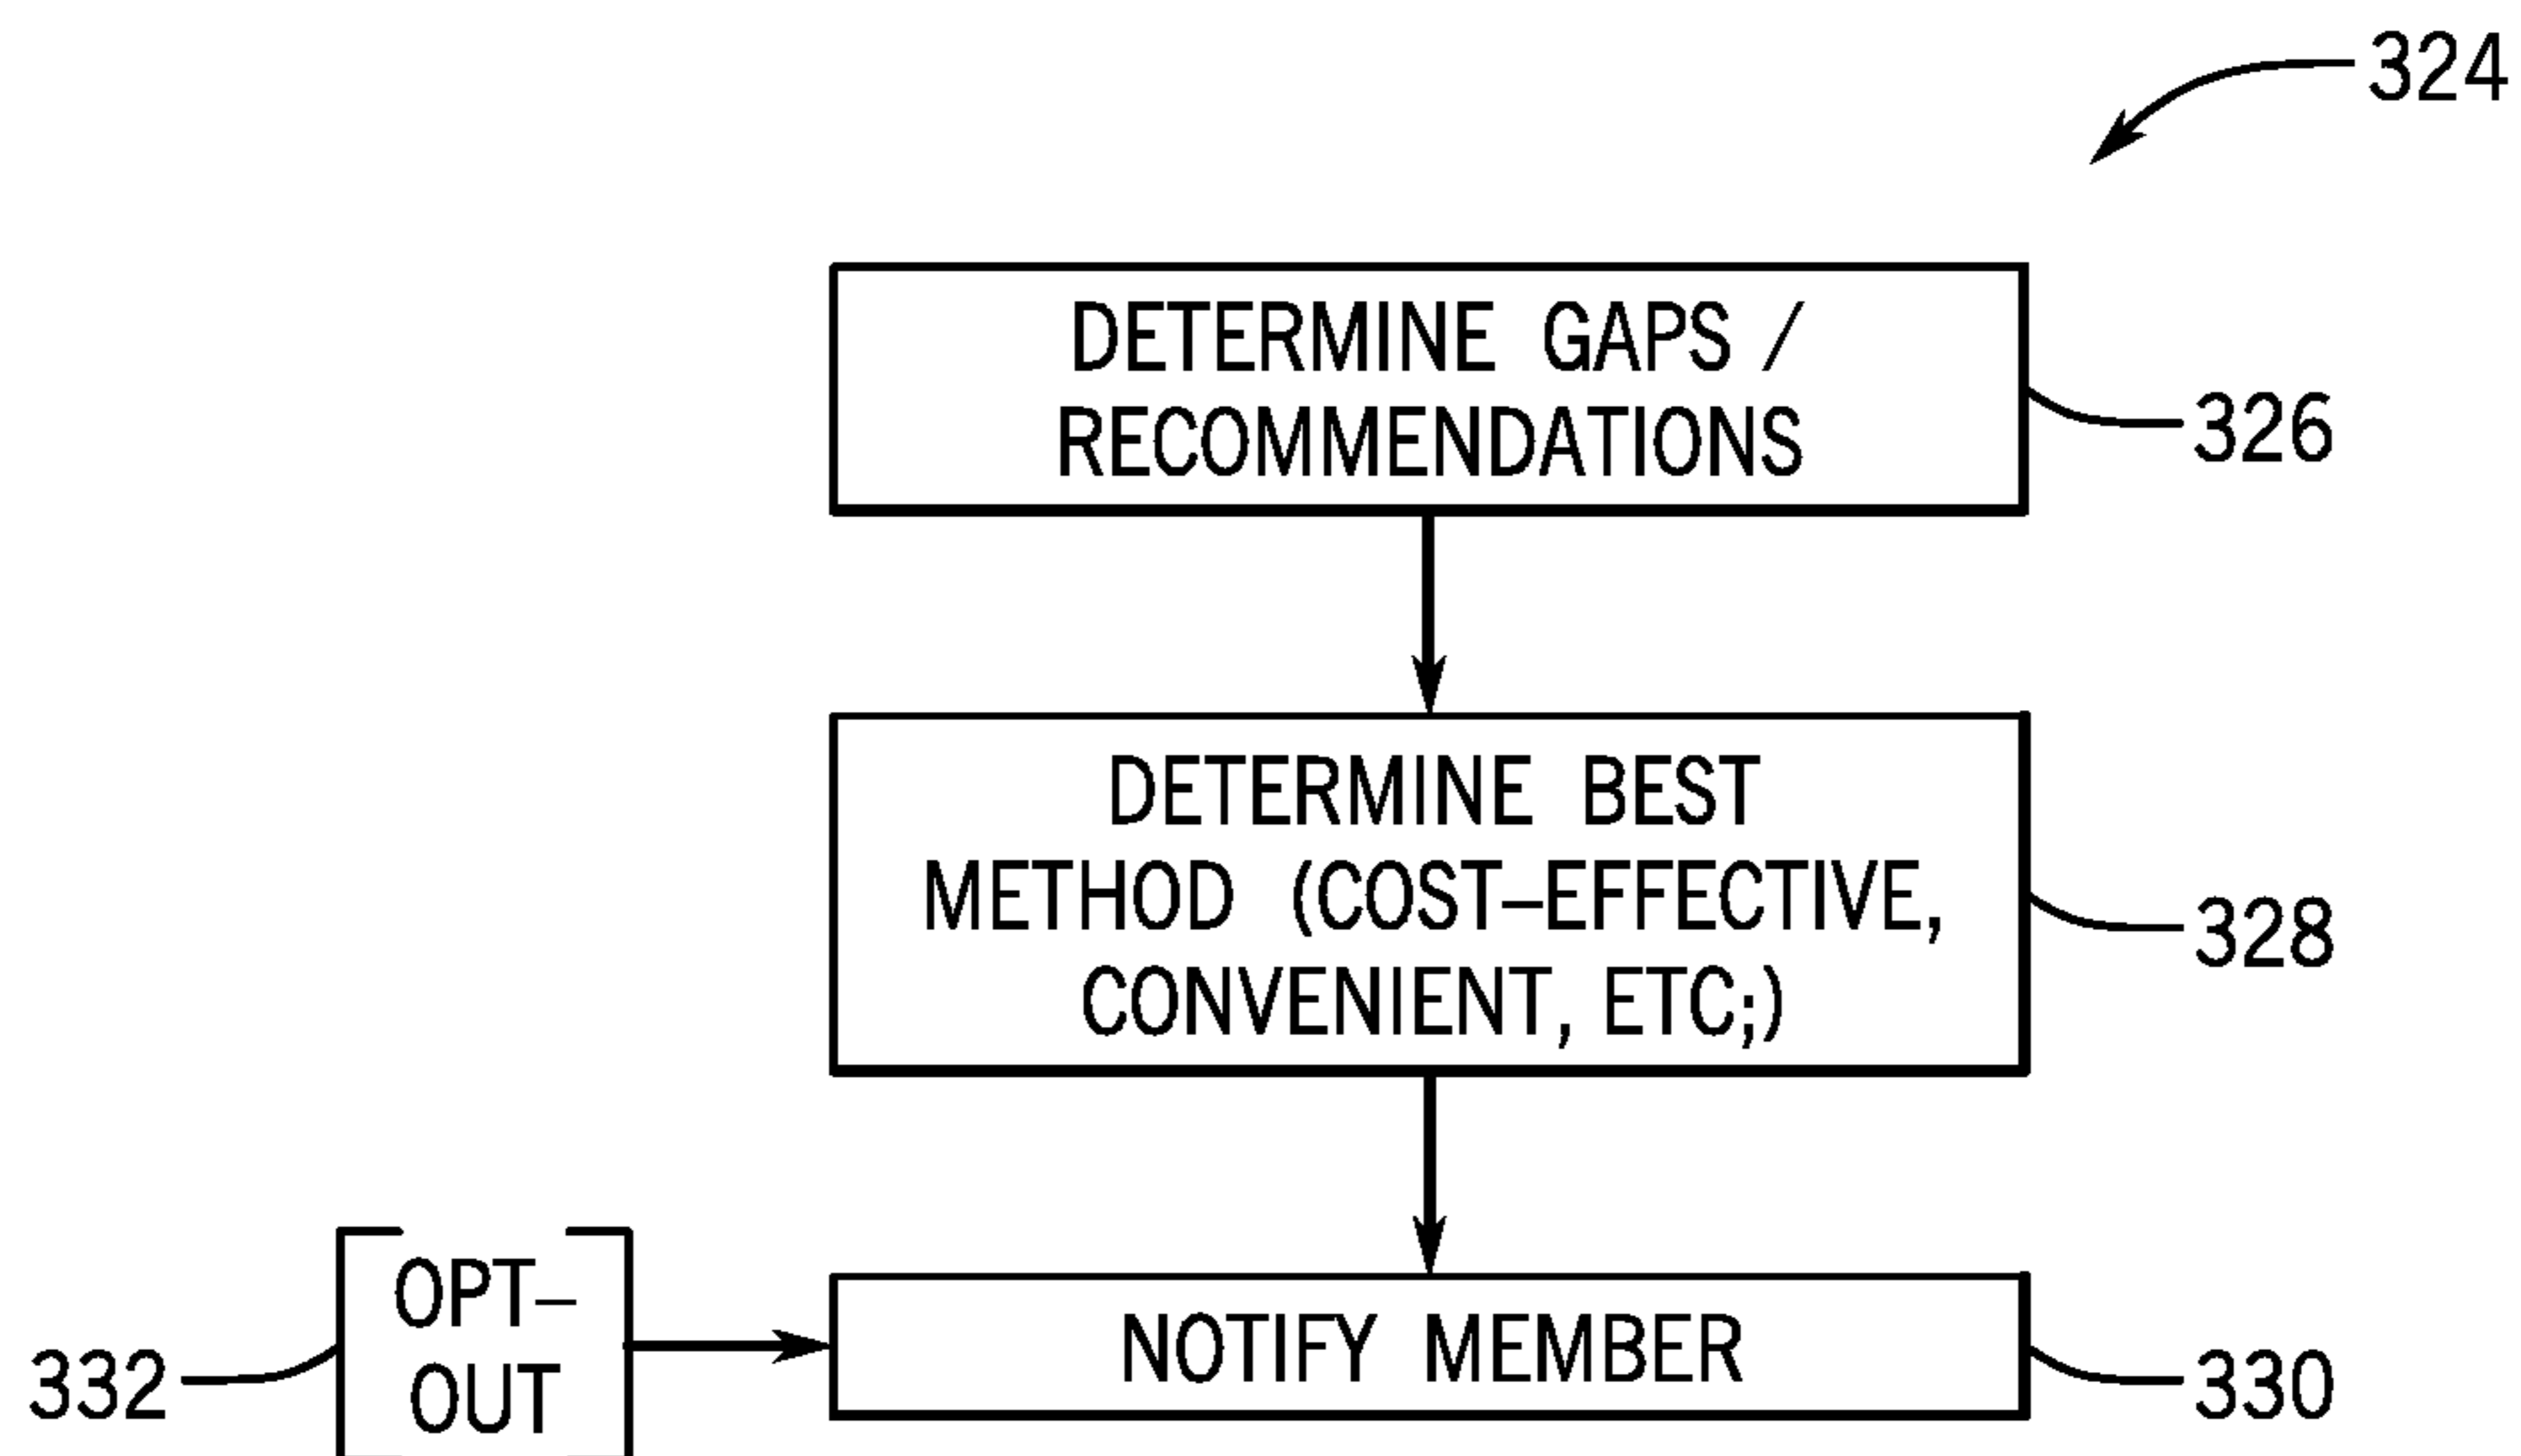 324
DETERMINE GAPS /
RECOMMENDATIONS
326
DETERMINE BEST
METHOD (COST–EFFECTIVE,
CONVENIENT, ETC;)
328
OPT–
OUT
332
NOTIFY MEMBER
330